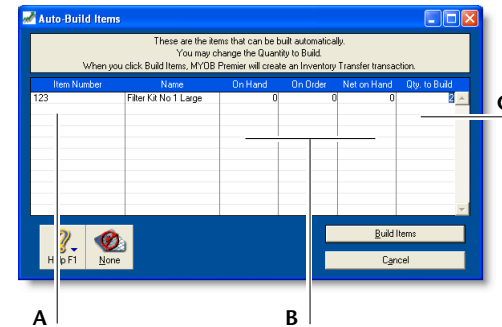 Auto-Build Items
These are the items that can be built automatically.
You may change the Quantity to Build.
When you click Build Items, MYOB Premier will create an Inventory Transfer transaction.
Item Number Name On Hand On Order Net on Hand Qty. to Build
123 Filter Kit No 1 Large 0 0 0 2
Build Items
Help F1 None
Cancel
A B